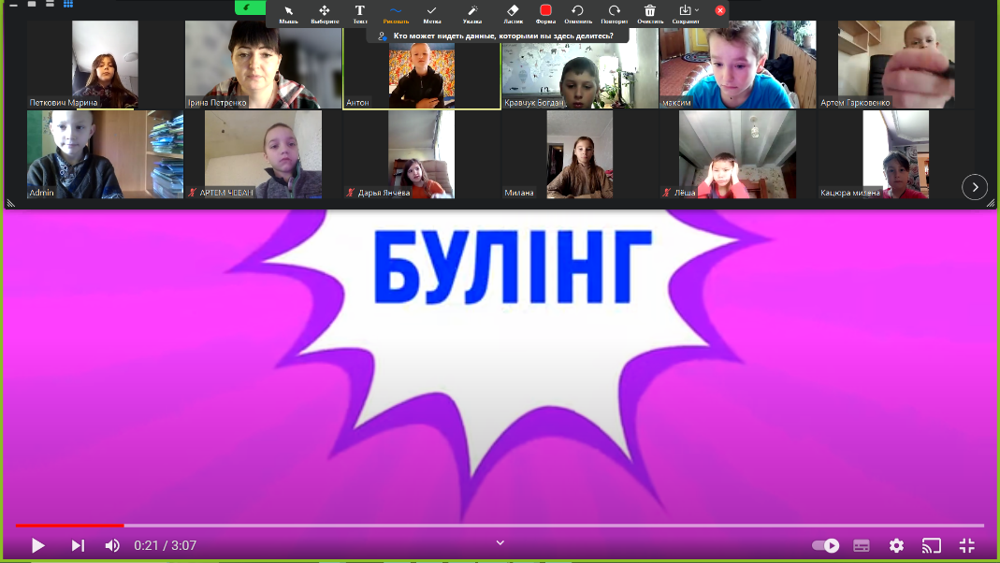 Мышь Выберите Текст Рисовать Метка Указка Ластик Форма Отменить Повторить Очистить Сохранит
Кто может видеть данные, которыми вы здесь делитесь?
Петкович Марина Ірина Петренко Антон Кравчук Богдан максим Артем Гарковенко
Admin АРТЕМ ЧЕБАН Дарья Янчева Милана Лёша Кацюра милена
БУЛІНГ
0:21 / 3:07